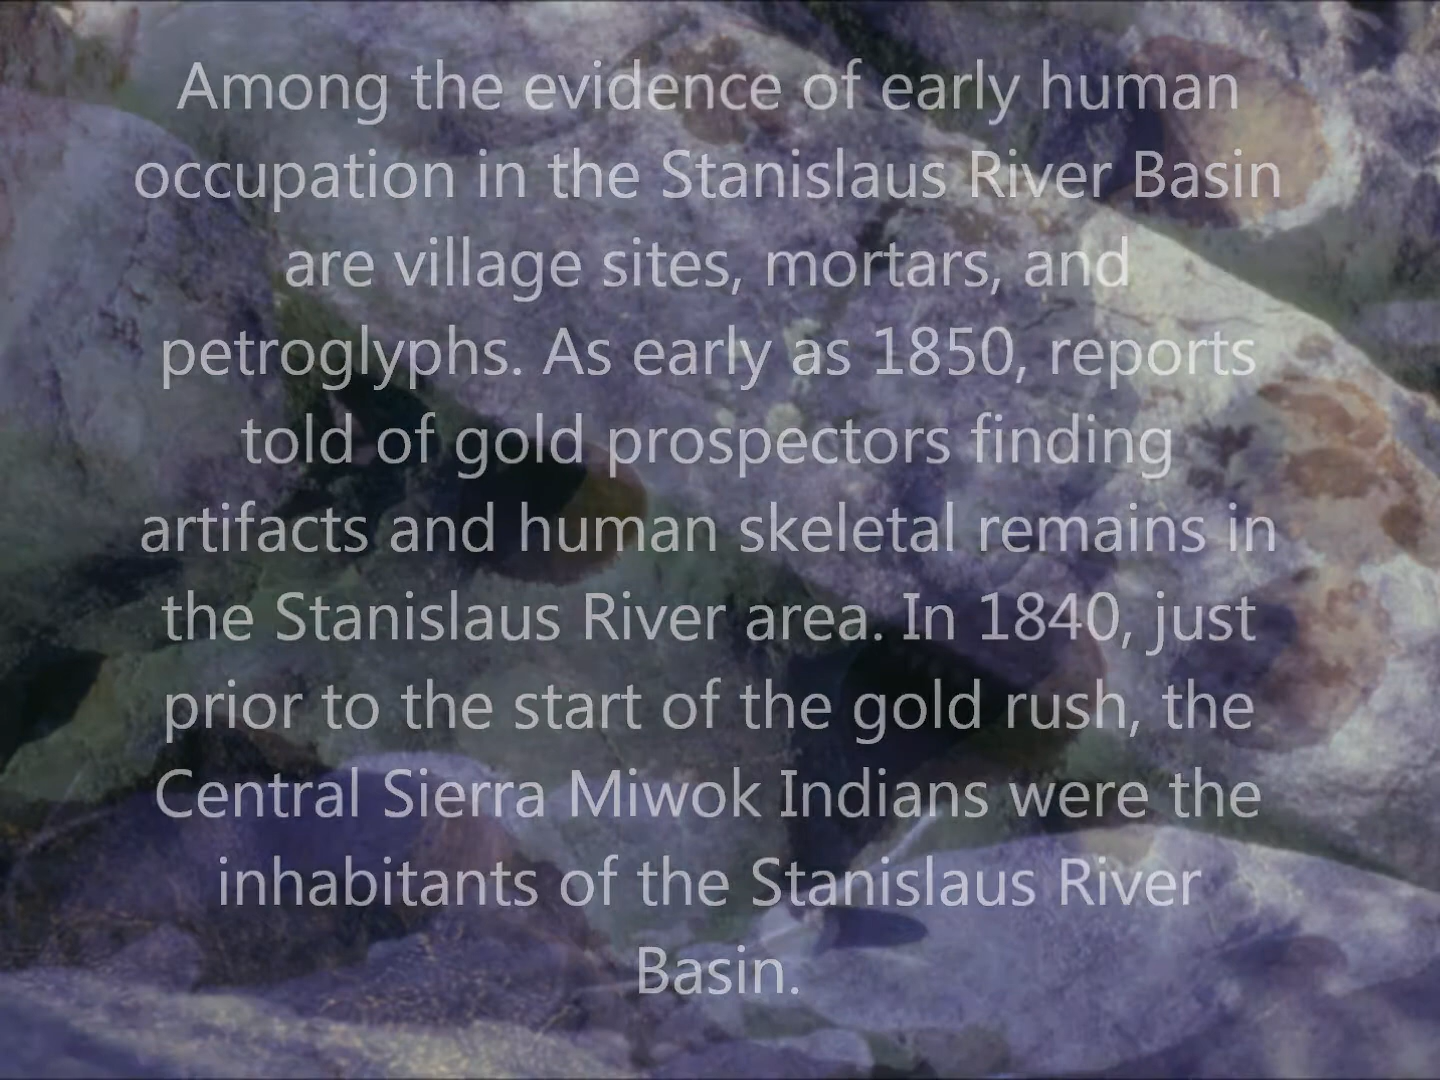 Among the evidence of early human
occupation in the Stanislaus River Basin
are village sites, mortars, and
petroglyphs. As early as 1850, reports
told of gold prospectors finding
artifacts and human skeletal remains in
the Stanislaus River area. In 1840, just
prior to the start of the gold rush, the
Central Sierra Miwok Indians were the
inhabitants of the Stanislaus River
Basin.